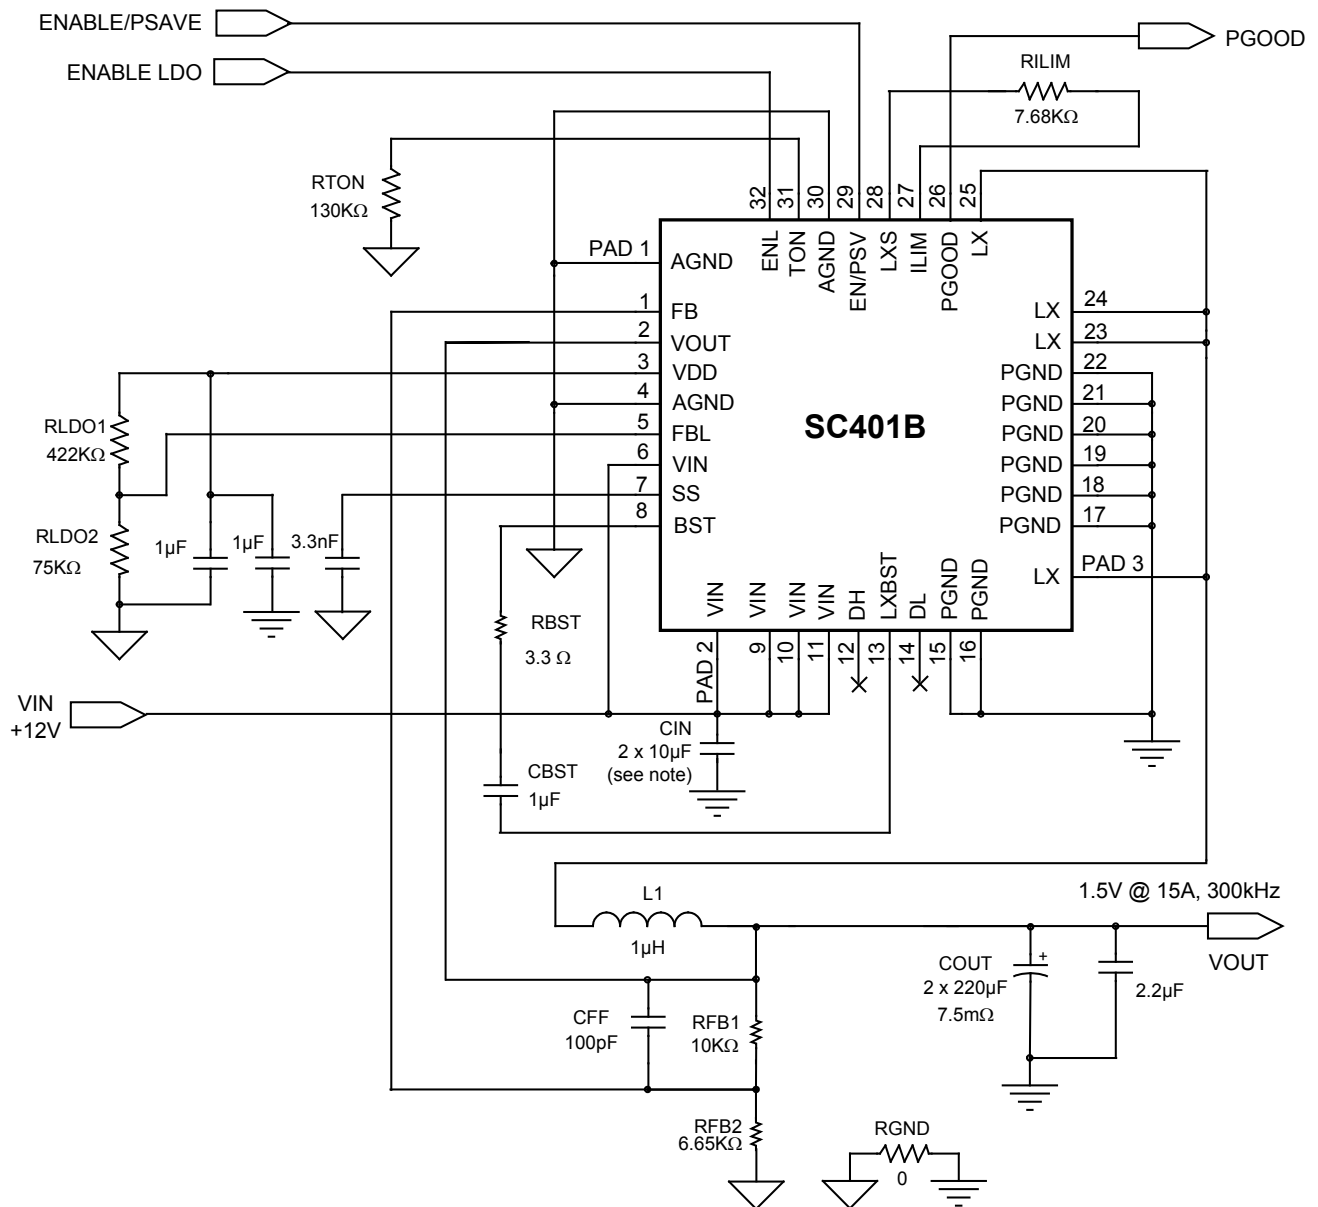 ENABLE/PSAVE
PGOOD
ENABLE LDO
RILIM
7.68KΩ
RTON
130KΩ
32
31
30
29
28
27
26
25
ENL
TON
AGND
EN/PSV
LXS
ILIM
PGOOD
LX
PAD 1
AGND
1
FB
2
VOUT
3
VDD
4
AGND
5
FBL
6
VIN
7
SS
8
BST
SC401B
LX
24
LX
23
PGND
22
PGND
21
PGND
20
PGND
19
PGND
18
PGND
17
LX
PAD 3
RLDO1
422KΩ
RLDO2
75KΩ
1µF
1µF
3.3nF
VIN
VIN
VIN
VIN
DH
LXBST
DL
PGND
PGND
PAD 2
9
10
11
12
13
14
15
16
RBST
3.3 Ω
VIN
+12V
CIN
2 x 10µF
(see note)
CBST
1µF
L1
1µH
1.5V @ 15A, 300kHz
VOUT
COUT
+
2 x 220µF
7.5mΩ
2.2µF
CFF
100pF
RFB1
10KΩ
RFB2
6.65KΩ
RGND
0